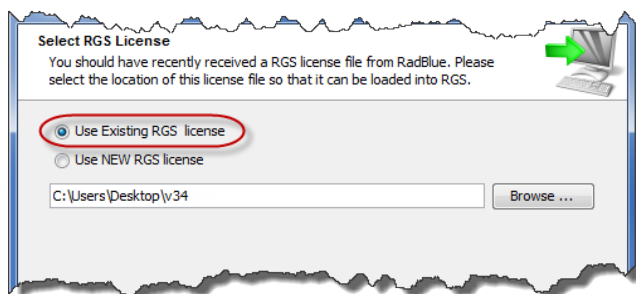 Select RGS License
You should have recently received a RGS license file from RadBlue. Please
select the location of this license file so that it can be loaded into RGS.
Use Existing RGS license
Use NEW RGS license
C:\Users\Desktop\v34
Browse ...